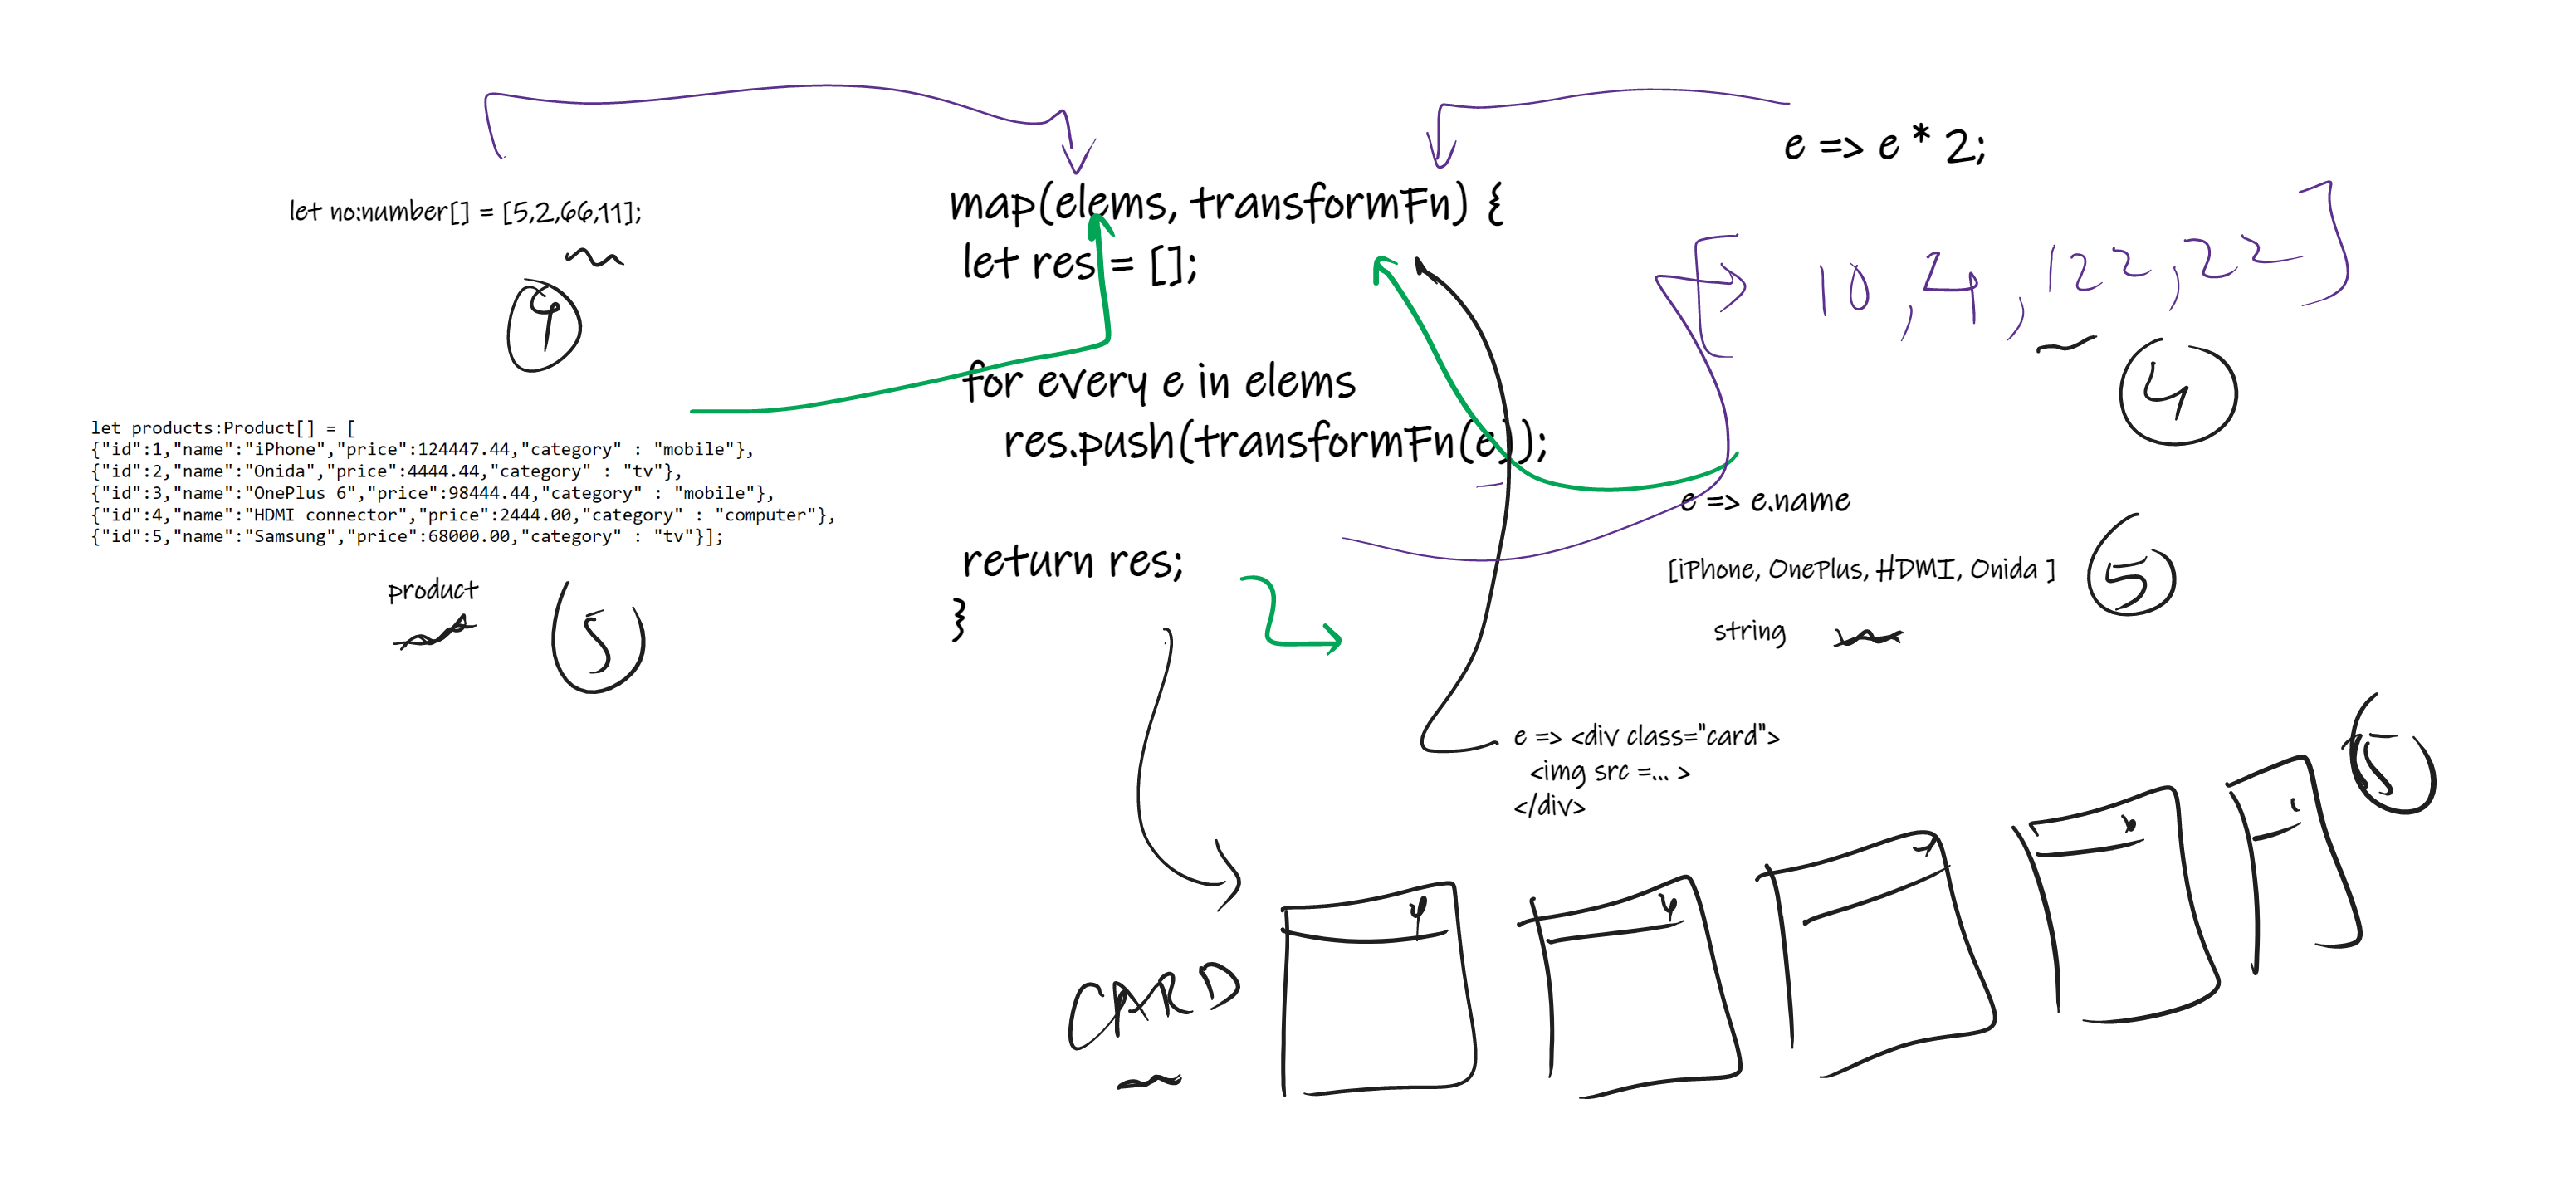 let no:number[] = [5,2,66,11];
4
let products:Product[] = [
{"id":1,"name":"iPhone","price":124447.44,"category" : "mobile"},
{"id":2,"name":"Onida","price":4444.44,"category" : "tv"},
{"id":3,"name":"OnePlus 6","price":98444.44,"category" : "mobile"},
{"id":4,"name":"HDMI connector","price":2444.00,"category" : "computer"},
{"id":5,"name":"Samsung","price":68000.00,"category" : "tv"}];
product
5
map(elems, transformFn) {
let res = [];
for every e in elems
res.push(transformFn(e));
return res;
}
e => e * 2;
[ 10, 4, 122, 22 ]
4
e => e.name
[iPhone, OnePlus, HDMI, Onida ]
5
string
e => <div class="card">
<img src =... >
</div>
5
CARD